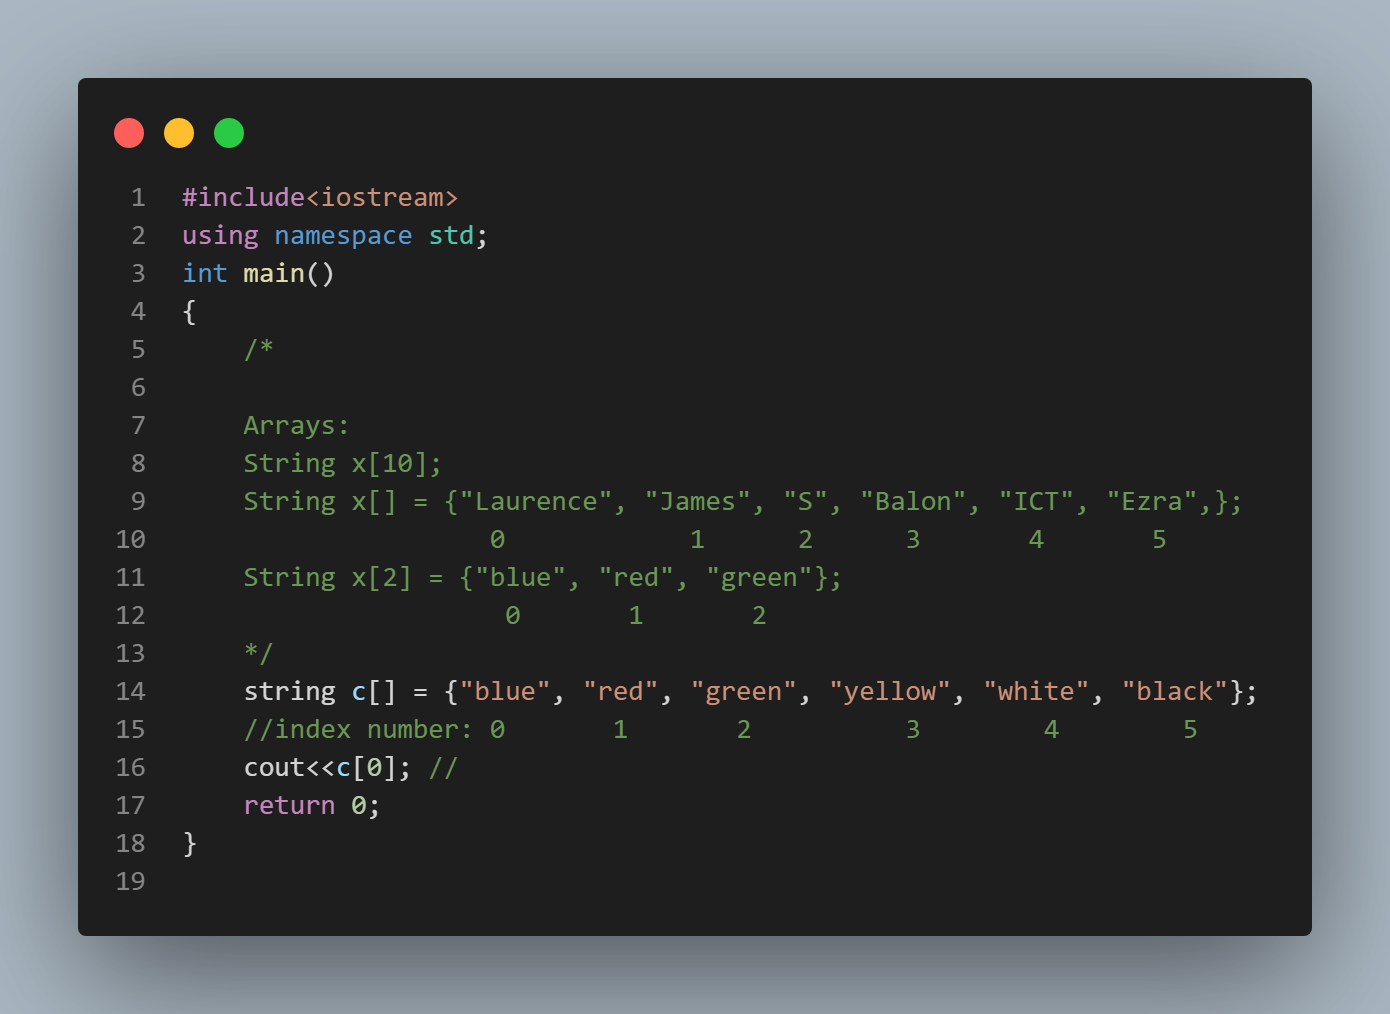 1 #include<iostream>
2 using namespace std;
3 int main()
4 {
5     /*
6
7     Arrays:
8     String x[10];
9     String x[] = {"Laurence", "James", "S", "Balon", "ICT", "Ezra",};
10                     0            1      2      3       4       5
11    String x[2] = {"blue", "red", "green"};
12                     0       1       2
13    */
14    string c[] = {"blue", "red", "green", "yellow", "white", "black"};
15    //index number: 0       1       2          3        4        5
16    cout<<c[0]; //
17    return 0;
18 }
19